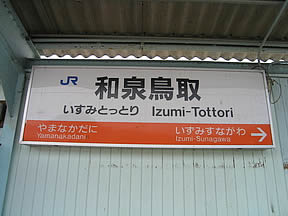 JR
和泉鳥取
いずみとっとり Izumi-Tottori
やまなかだに いずみすながわ
Yamanakadani Izumi-Sunagawa